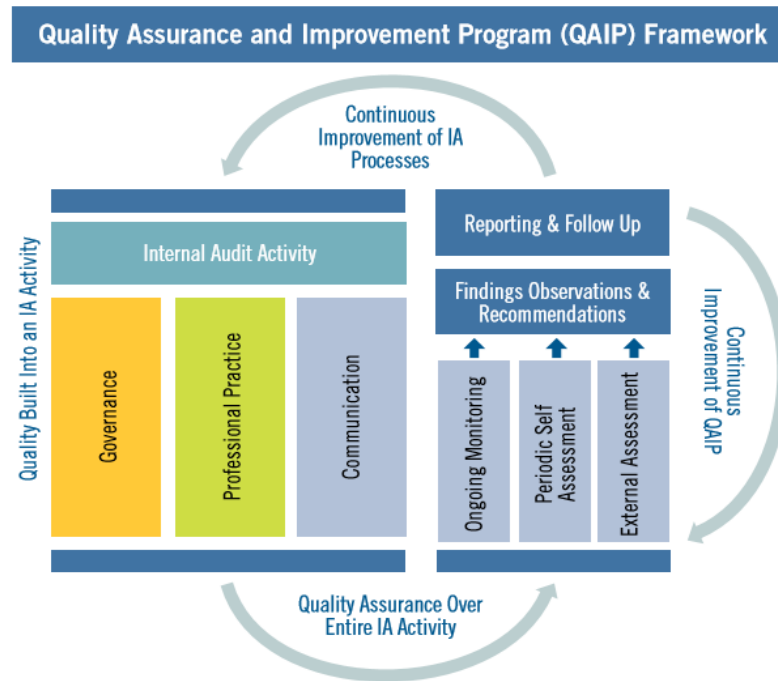 Quality Assurance and Improvement Program (QAIP) Framework
Continuous
Improvement of IA
Processes
Quality Built Into an IA Activity
Internal Audit Activity
Governance
Professional Practice
Communication
Reporting & Follow Up
Findings Observations &
Recommendations
Ongoing Monitoring
Periodic Self
Assessment
External Assessment
Continuous
Improvement of QAIP
Quality Assurance Over
Entire IA Activity